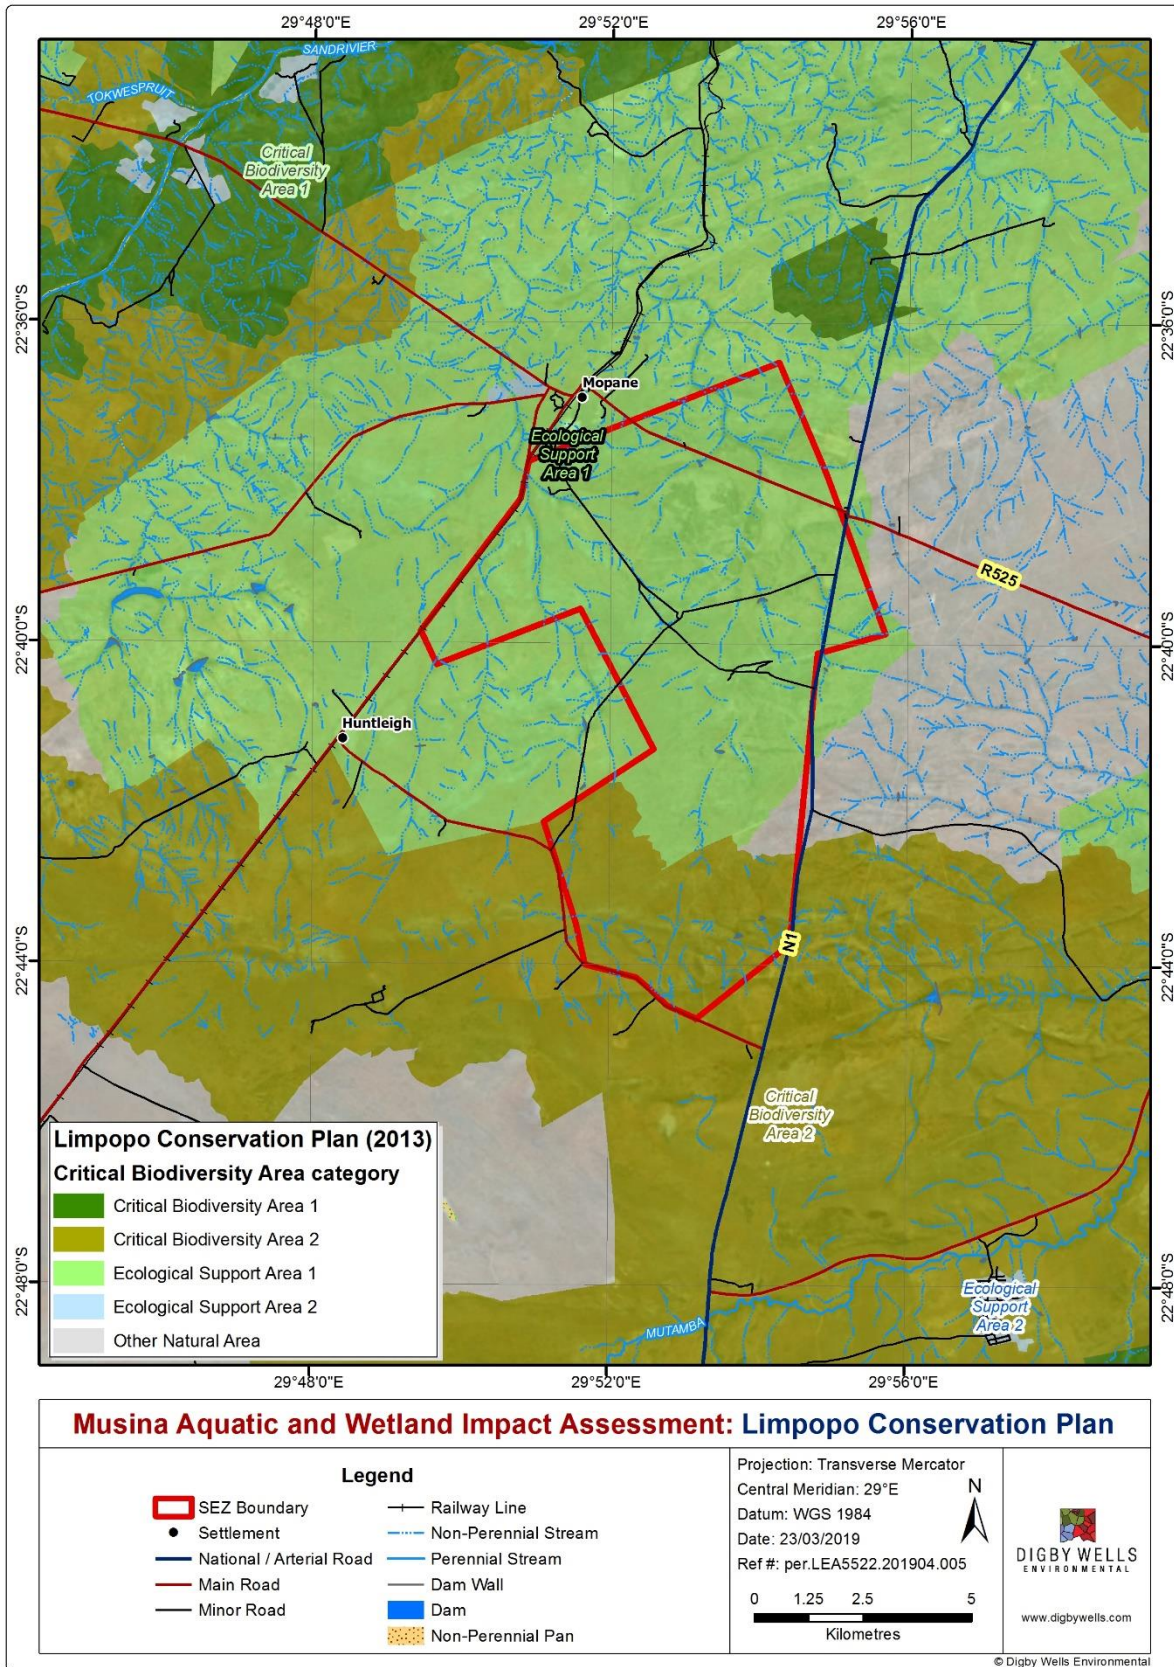 29°48'0"E
29°52'0"E
29°56'0"E
SANDRIVIER
TOKWESPRUIT
Critical
Biodiversity
Area 1
22°36'0"S
22°36'0"S
Mopane
Ecological
Support
Area 1
R525
22°40'0"S
22°40'0"S
Huntleigh
N1
22°44'0"S
22°44'0"S
Critical
Biodiversity
Area 2
Limpopo Conservation Plan (2013)
Critical Biodiversity Area category
Critical Biodiversity Area 1
Critical Biodiversity Area 2
Ecological Support Area 1
Ecological Support Area 2
Other Natural Area
22°48'0"S
22°48'0"S
Ecological
Support
Area 2
MUTAMBA
29°48'0"E
29°52'0"E
29°56'0"E
Musina Aquatic and Wetland Impact Assessment: Limpopo Conservation Plan
Legend
SEZ Boundary
Settlement
National / Arterial Road
Main Road
Minor Road
Railway Line
Non-Perennial Stream
Perennial Stream
Dam Wall
Dam
Non-Perennial Pan
Projection: Transverse Mercator
Central Meridian: 29°E
Datum: WGS 1984
Date: 23/03/2019
Ref #: per.LEA5522.201904.005
N
0 1.25 2.5 5
Kilometres
DIGBY WELLS
ENVIRONMENTAL
www.digbywells.com
© Digby Wells Environmental